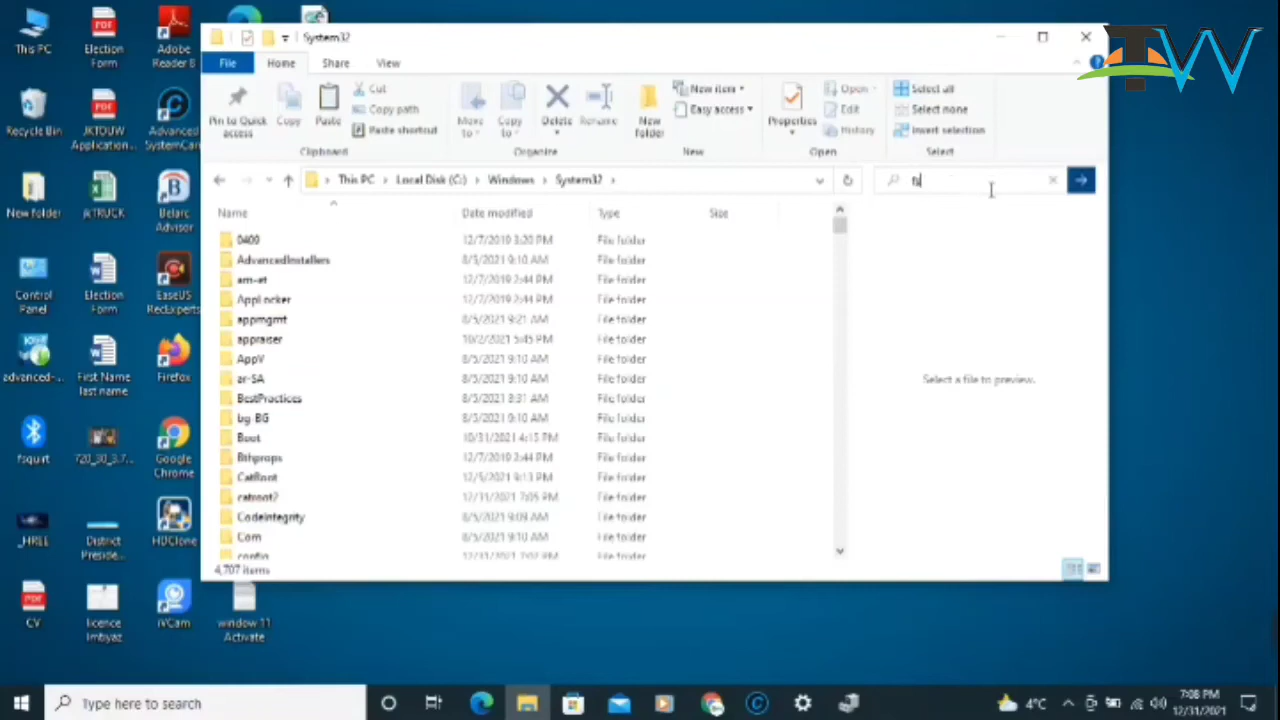 System32
File
Home
Share
View
Pin to Quick access
Copy
Paste
Cut
Copy path
Paste shortcut
Clipboard
Move to
Copy to
Delete
Rename
Organize
New folder
New item
Easy access
New
Properties
Open
Edit
History
Open
Select all
Select none
Invert selection
Select
This PC > Local Disk (C:) > Windows > System32
Name Date modified Type Size
0409 12/7/2019 3:20 PM File folder
AdvancedInstallers 8/5/2021 9:10 AM File folder
am-et 12/7/2019 2:44 PM File folder
AppLocker 12/7/2019 2:44 PM File folder
appmgmt 8/5/2021 9:21 AM File folder
appraiser 10/2/2021 5:45 PM File folder
AppV 8/5/2021 9:10 AM File folder
ar-SA 8/5/2021 9:10 AM File folder
BestPractices 8/5/2021 8:31 AM File folder
bg-BG 8/5/2021 9:10 AM File folder
Boot 10/31/2021 4:15 PM File folder
Bthprops 12/7/2019 2:44 PM File folder
CatRoot 12/5/2021 9:13 PM File folder
catroot2 12/31/2021 7:05 PM File folder
CodeIntegrity 8/5/2021 9:09 AM File folder
Com 8/5/2021 9:10 AM File folder
config 12/31/2021 7:02 PM File folder
4,707 items
Select a file to preview.
This PC
Election Form
Adobe Reader 8
Recycle Bin
JKTOUW Application...
Advanced SystemCar
New folder
JKTRUCK
Belarc Advisor
Control Panel
Election Form
EaseUS RecExperts
advanced-...
First Name last name
Firefox
fsquirt
720_30_3.7...
Google Chrome
_HREE
District Preside...
HDClone
CV
licence Imbyaz
iVCam
window 11 Activate
Type here to search
4°C
7:08 PM
12/31/2021
TW